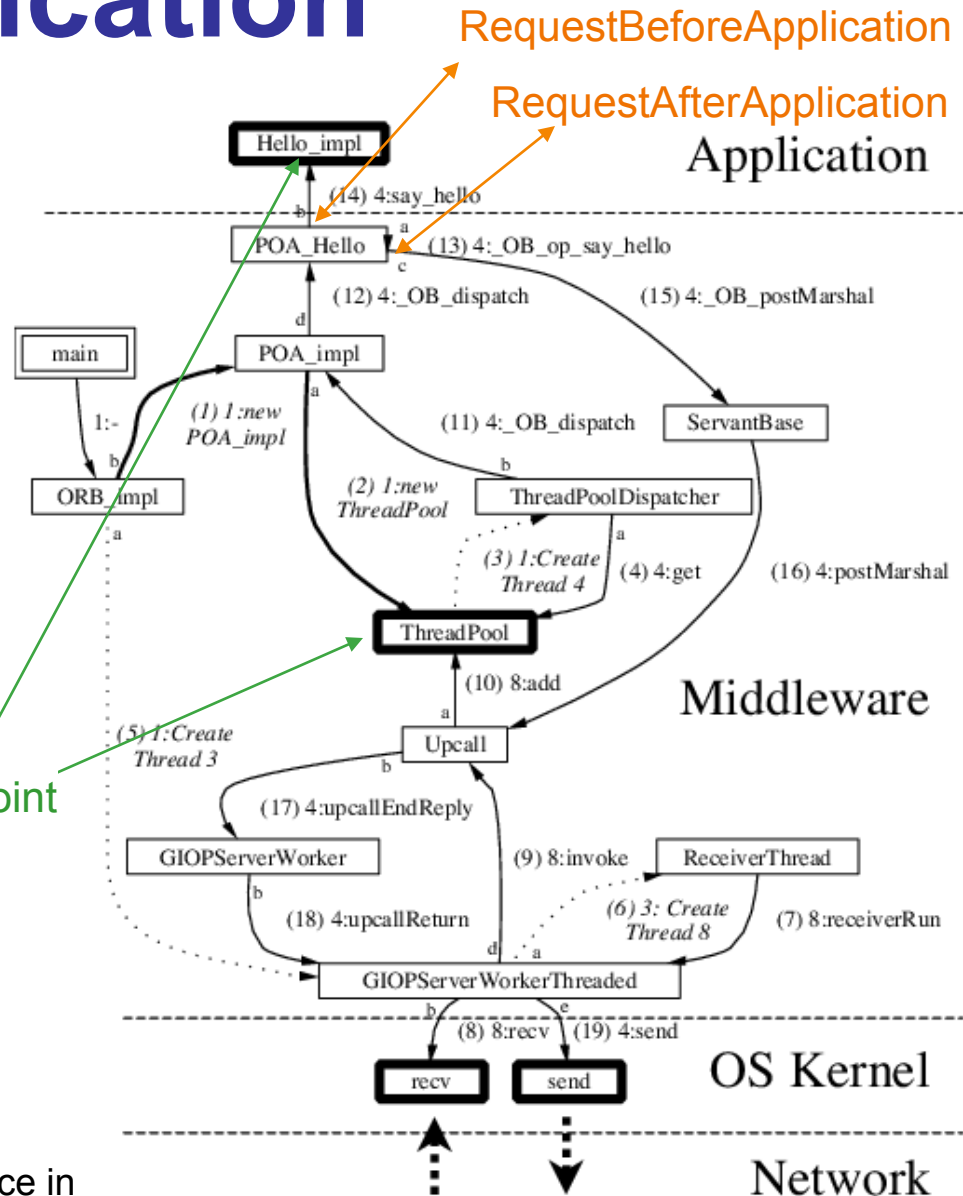 ication
RequestBeforeApplication
RequestAfterApplication
Hello_impl
Application
(14) 4:say_hello
b
a
POA_Hello
(13) 4:_OB_op_say_hello
c
(12) 4:_OB_dispatch
(15) 4:_OB_postMarshal
d
main
POA_impl
a
1:-
(1) 1:new
POA_impl
(11) 4:_OB_dispatch
ServantBase
b
b
ORB_impl
(2) 1:new
ThreadPool
ThreadPoolDispatcher
a
a
(3) 1:Create
Thread 4
(4) 4:get
(16) 4:postMarshal
ThreadPool
(10) 8:add
Middleware
a
(5) 1:Create
Thread 3
Upcall
b
oint
(17) 4:upcallEndReply
GIOPServerWorker
(9) 8:invoke
ReceiverThread
b
(6) 3: Create
Thread 8
(18) 4:upcallReturn
(7) 8:receiverRun
d
a
GIOPServerWorkerThreaded
b
e
(8) 8:recv
(19) 4:send
OS Kernel
recv
send
Network
ce in